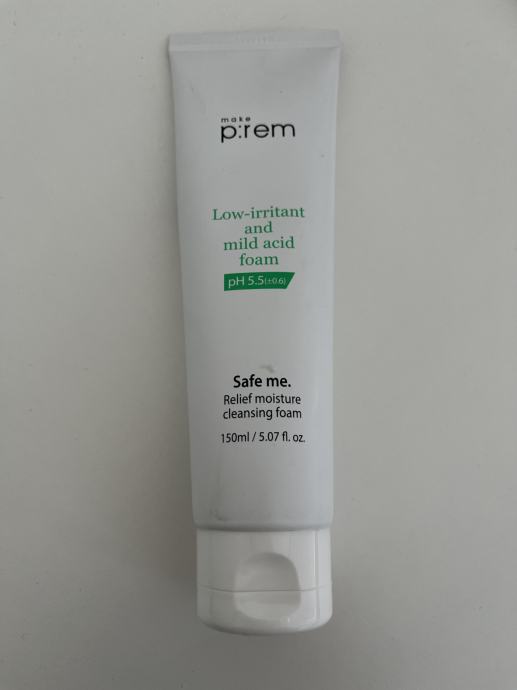 make
p:rem
Low-irritant
and
mild acid
foam
pH 5.5(±0.6)
Safe me.
Relief moisture
cleansing foam
150ml / 5.07 fl. oz.